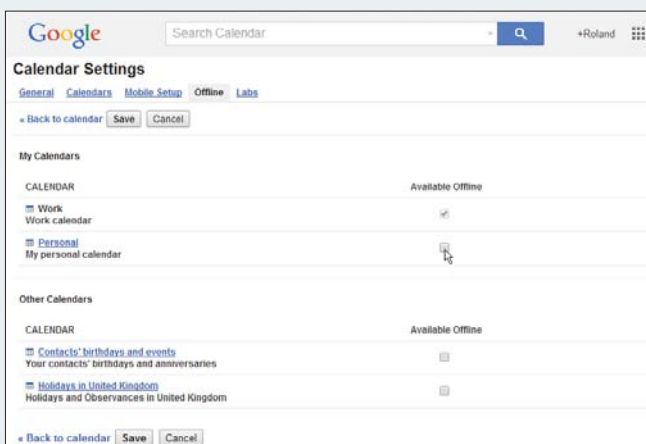 Google Search Calendar +Roland
Calendar Settings
General Calendars Mobile Setup Offline Labs
« Back to calendar Save Cancel
My Calendars
CALENDAR Available Offline
Work
Work calendar
Personal
My personal calendar
Other Calendars
CALENDAR Available Offline
Contacts' birthdays and events
Your contacts' birthdays and anniversaries
Holidays in United Kingdom
Holidays and Observances in United Kingdom
« Back to calendar Save Cancel